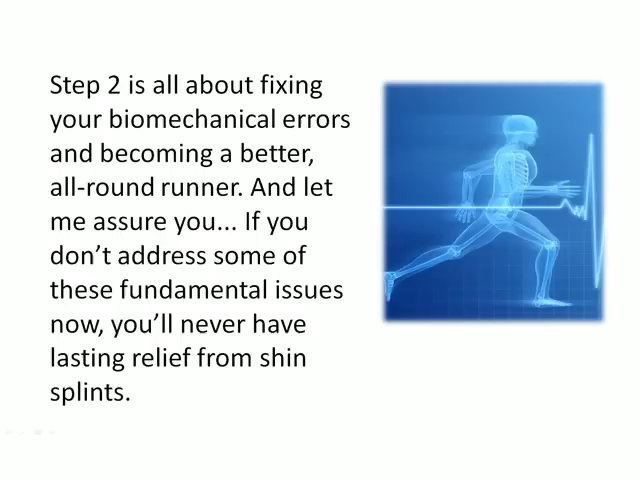 Step 2 is all about fixing
your biomechanical errors
and becoming a better,
all-round runner. And let
me assure you... If you
don’t address some of
these fundamental issues
now, you’ll never have
lasting relief from shin
splints.